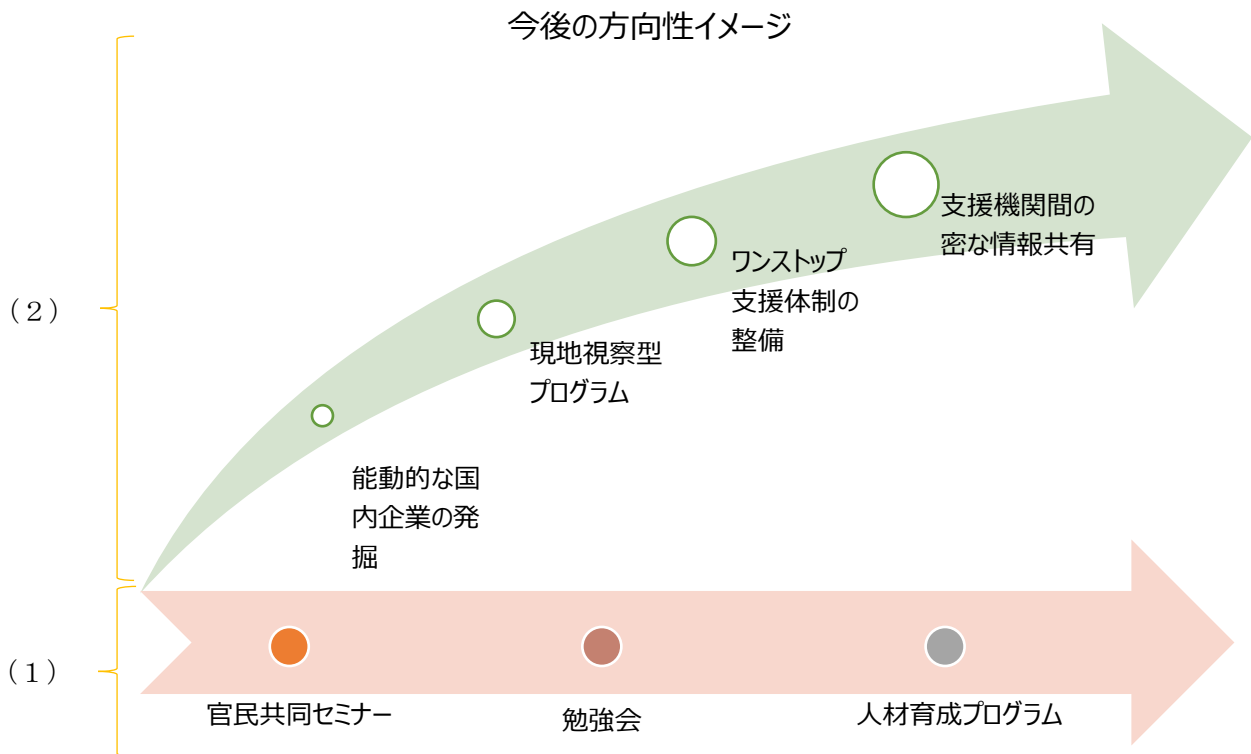 今後の方向性イメージ
(2)
支援機関間の
密な情報共有
ワンストップ
支援体制の
整備
現地視察型
プログラム
能動的な国
内企業の発
掘
(1)
官民共同セミナー
勉強会
人材育成プログラム